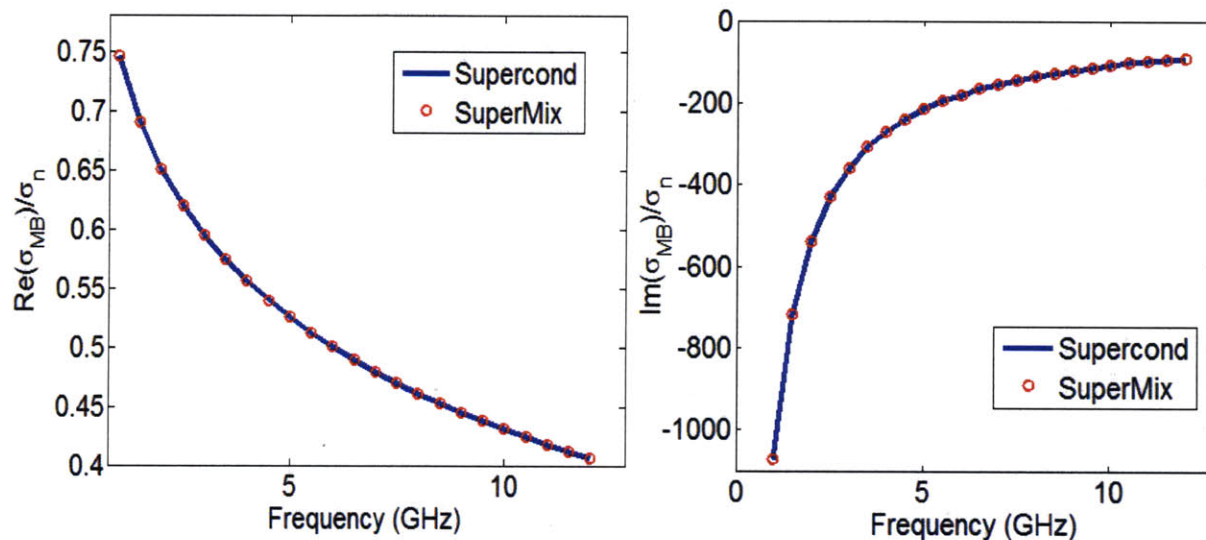 Re(σMB)/σn
0.75
0.7
0.65
0.6
0.55
0.5
0.45
0.4
5
10
Frequency (GHz)
Supercond
SuperMix
Im(σMB)/σn
0
-200
-400
-600
-800
-1000
0
5
10
Frequency (GHz)
Supercond
SuperMix